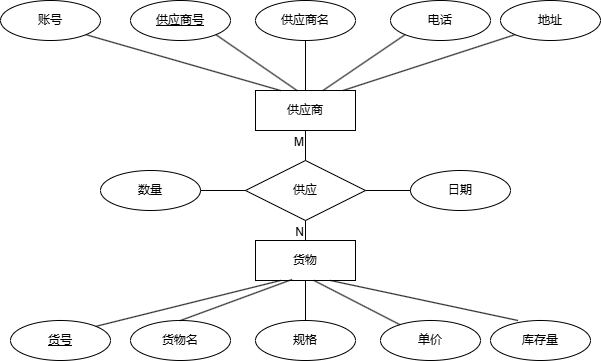 账号 供应商号 供应商名 电话 地址
供应商
M
数量 供应 日期
N
货物
货号 货物名 规格 单价 库存量